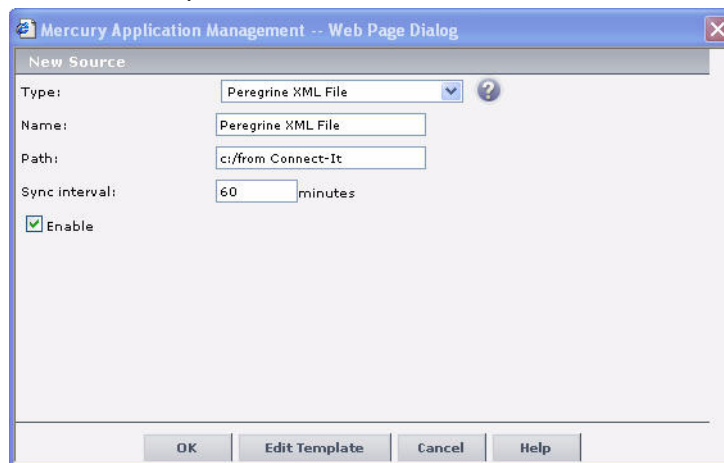 Mercury Application Management -- Web Page Dialog
New Source
Type: Peregrine XML File
Name: Peregrine XML File
Path: c:/from Connect-It
Sync interval: 60 minutes
Enable
OK Edit Template Cancel Help